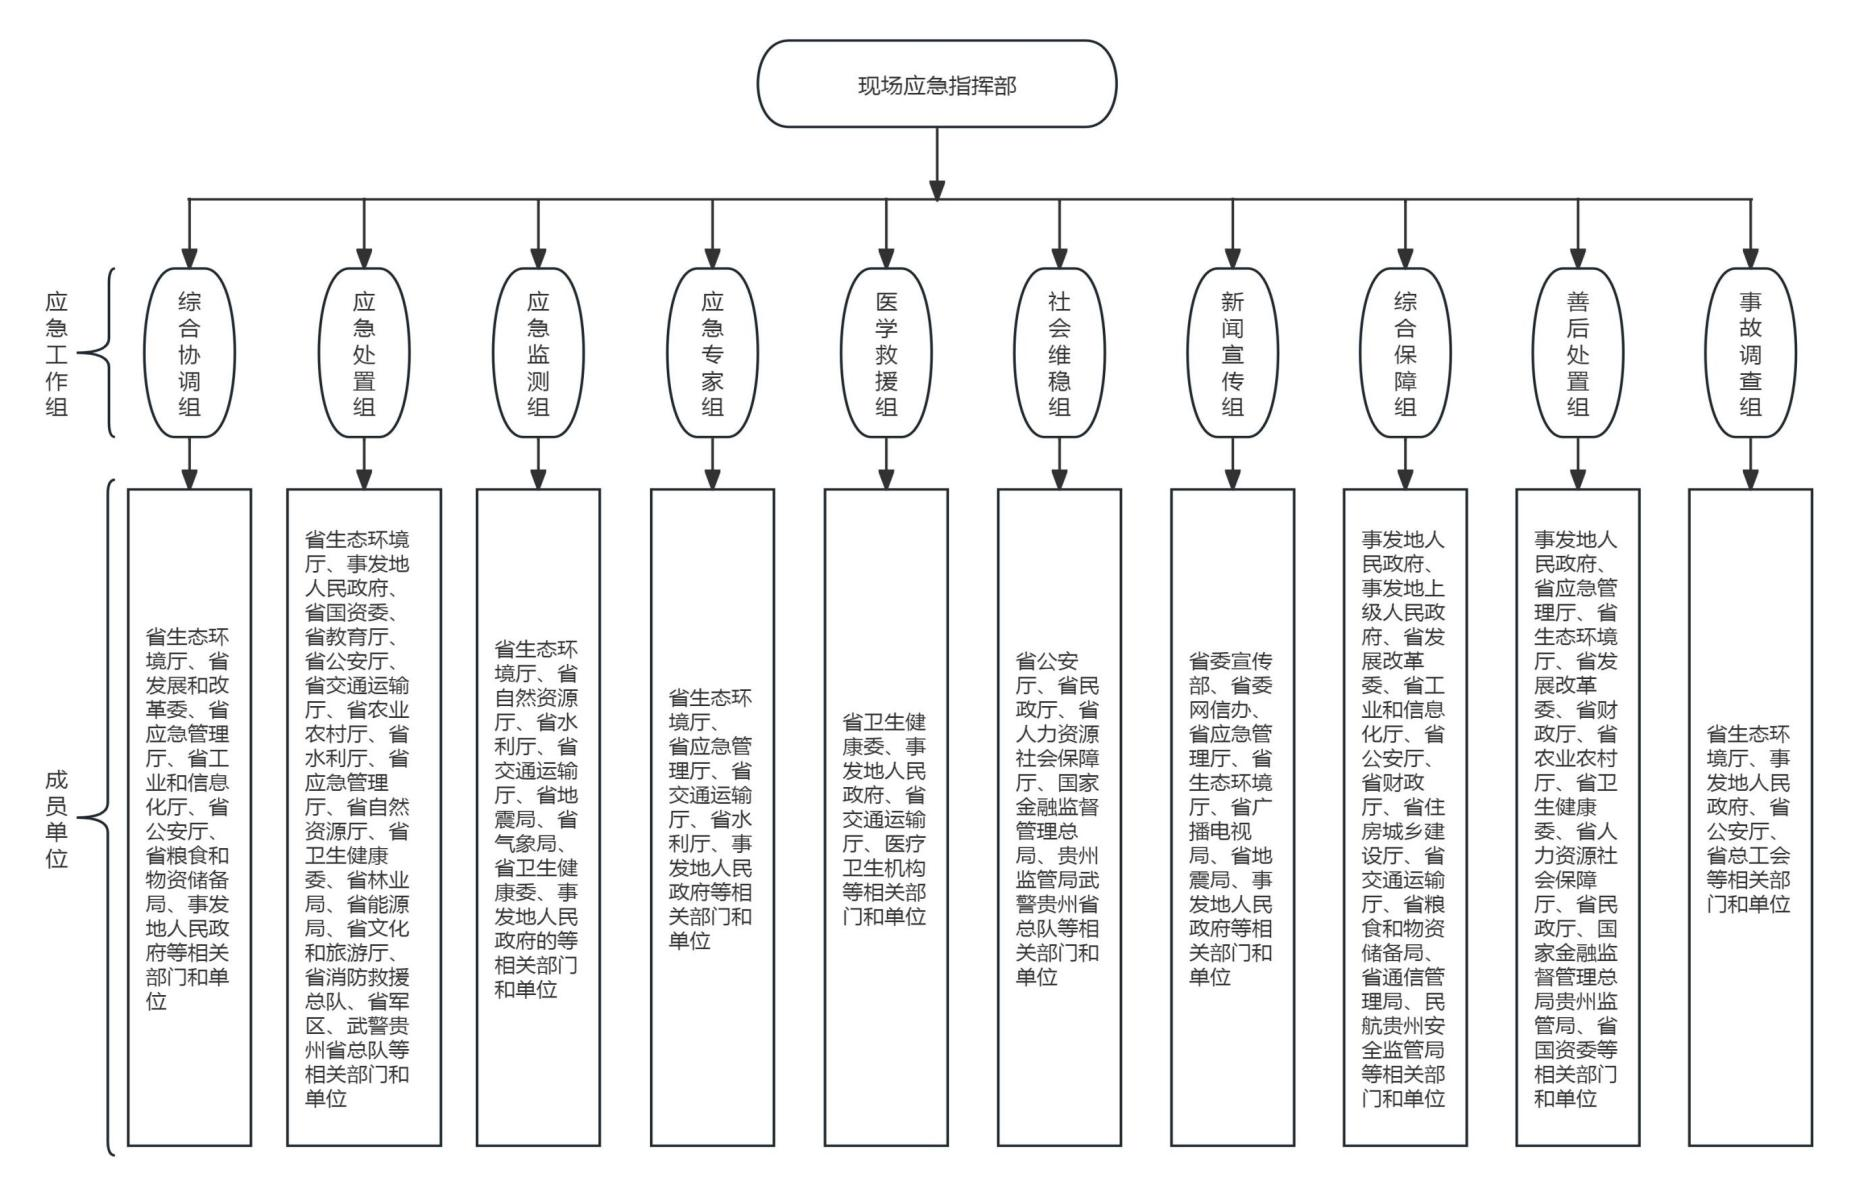 现场应急指挥部
应急工作组
综合协调组
应急处置组
应急监测组
应急专家组
医学救援组
社会维稳组
新闻宣传组
综合保障组
善后处置组
事故调查组
成员单位
省生态环
境厅、省
发展和改
革委、省
应急管理
厅、省工
业和信息
化厅、省
公安厅、
省粮食和
物资储备
局、事发
地人民政
府等相关
部门和单
位
省生态环境
厅、事发地
人民政府、
省国资委、
省教育厅、
省公安厅、
省交通运输
厅、省农业
农村厅、省
水利厅、省
应急管理
厅、省自然
资源厅、省
卫生健康
委、省林业
局、省能源
局、省文化
和旅游厅、
省消防救援
总队、省军
区、武警贵
州省总队等
相关部门和
单位
省生态环
境厅、省
自然资源
厅、省水
利厅、省
交通运输
厅、省地
震局、省
气象局、
省卫生健
康委、事
发地人民
政府的等
相关部门
和单位
省生态环
境厅、
省应急管
理厅、省
交通运输
厅、省水
利厅、事
发地人民
政府等相
关部门和
单位
省卫生健
康委、事
发地人民
政府、省
交通运输
厅、医疗
卫生机构
等相关部
门和单位
省公安
厅、省民
政厅、省
人力资源
社会保障
厅、国家
金融监督
管理总
局、贵州
监管局武
警贵州省
总队等相
关部门和
单位
省委宣传
部、省委
网信办、
省应急管
理厅、省
生态环境
厅、省广
播电视
局、省地
震局、事
发地人民
政府等相
关部门和
单位
事发地人
民政府、
事发地上
级人民政
府、省发
展改革
委、省工
业和信息
化厅、省
公安厅、
省财政
厅、省住
房城乡建
设厅、省
交通运输
厅、省粮
食和物资
储备局、
省通信管
理局、民
航贵州安
全监管局
等相关部
门和单位
事发地人
民政府、
省应急管
理厅、省
生态环境
厅、省发
展改革
委、省财
政厅、省
农业农村
厅、省卫
生健康
委、省人
力资源社
会保障
厅、省民
政厅、国
家金融监
督管理总
局贵州监
管局、省
国资委等
相关部门
和单位
省生态环
境厅、事
发地人民
政府、省
公安厅、
省总工会
等相关部
门和单位